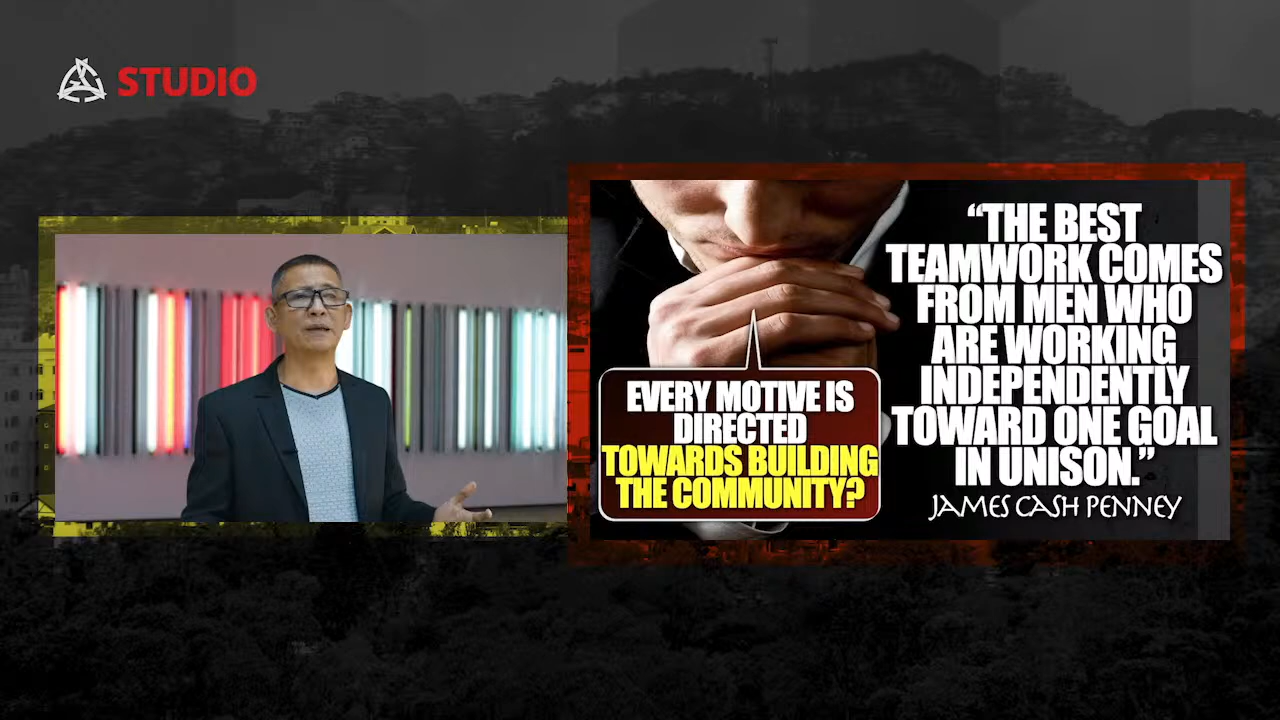 STUDIO
EVERY MOTIVE IS
DIRECTED
TOWARDS BUILDING
THE COMMUNITY?
“THE BEST
TEAMWORK COMES
FROM MEN WHO
ARE WORKING
INDEPENDENTLY
TOWARD ONE GOAL
IN UNISON.”
JAMES CASH PENNEY